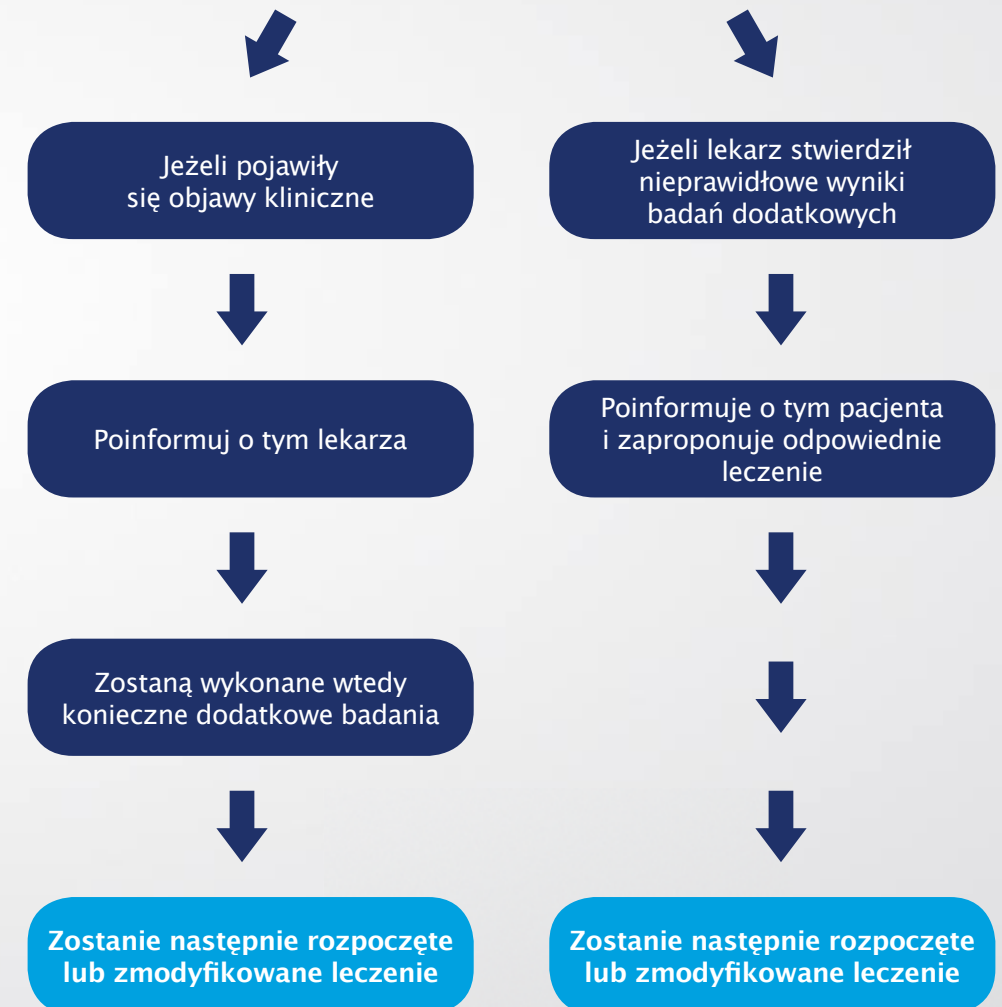 Jeżeli pojawiły
się objawy kliniczne
Jeżeli lekarz stwierdził
nieprawidłowe wyniki
badań dodatkowych
Poinformuj o tym lekarza
Poinformuje o tym pacjenta
i zaproponuje odpowiednie
leczenie
Zostaną wykonane wtedy
konieczne dodatkowe badania
Zostanie następnie rozpoczęte
lub zmodyfikowane leczenie
Zostanie następnie rozpoczęte
lub zmodyfikowane leczenie